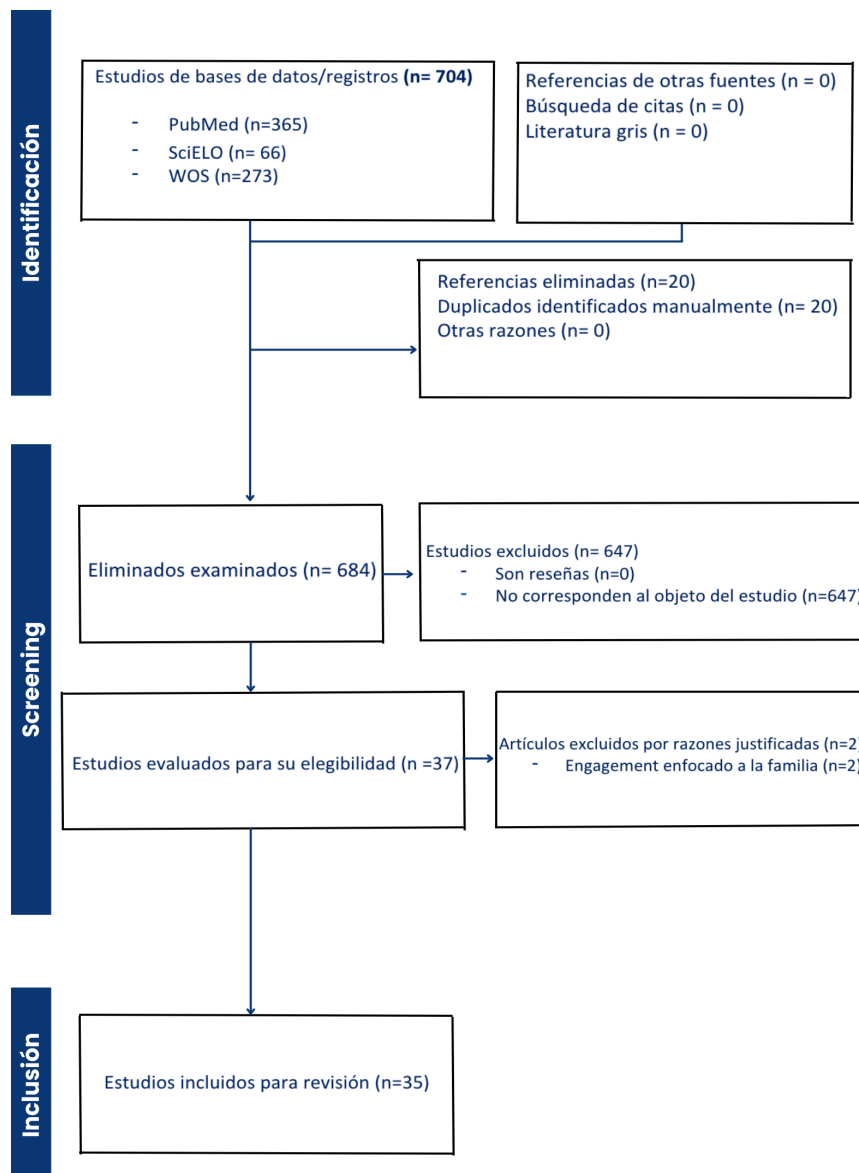 Identificación
Estudios de bases de datos/registros (n= 704)
- PubMed (n=365)
- SciELO (n= 66)
- WOS (n=273)
Referencias de otras fuentes (n = 0)
Búsqueda de citas (n = 0)
Literatura gris (n = 0)
Referencias eliminadas (n=20)
Duplicados identificados manualmente (n= 20)
Otras razones (n= 0)
Screening
Eliminados examinados (n= 684)
Estudios excluidos (n= 647)
- Son reseñas (n=0)
- No corresponden al objeto del estudio (n=647)
Estudios evaluados para su elegibilidad (n =37)
Artículos excluidos por razones justificadas (n=2)
- Engagement enfocado a la familia (n=2)
Inclusión
Estudios incluidos para revisión (n=35)